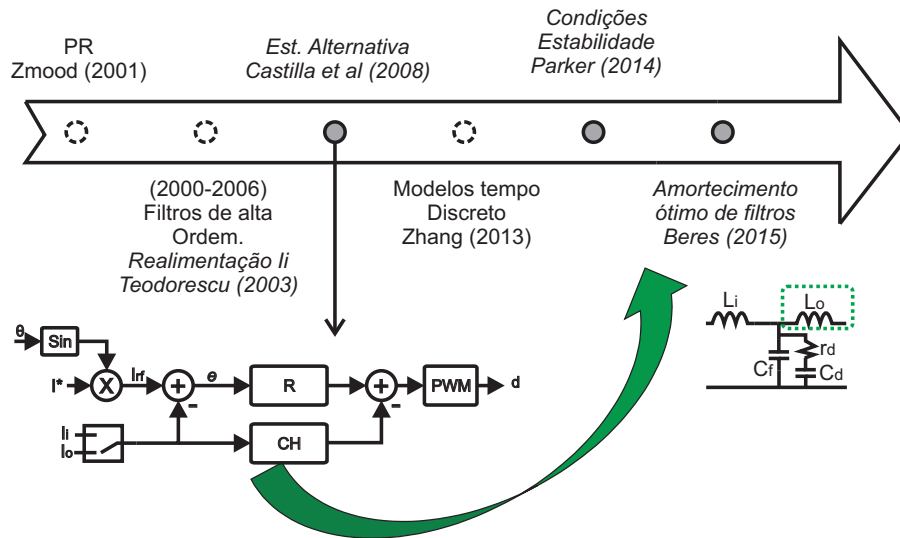 PR
Zmood (2001)
Est. Alternativa
Castilla et al (2008)
Condições
Estabilidade
Parker (2014)
(2000-2006)
Filtros de alta
Ordem.
Realimentação Ii
Teodorescu (2003)
Modelos tempo
Discreto
Zhang (2013)
Amortecimento
ótimo de filtros
Beres (2015)
θ
Sin
I*
X
Irf
+
-
e
R
+
-
PWM
d
Ii
Io
CH
Li
Lo
Cf
rd
Cd